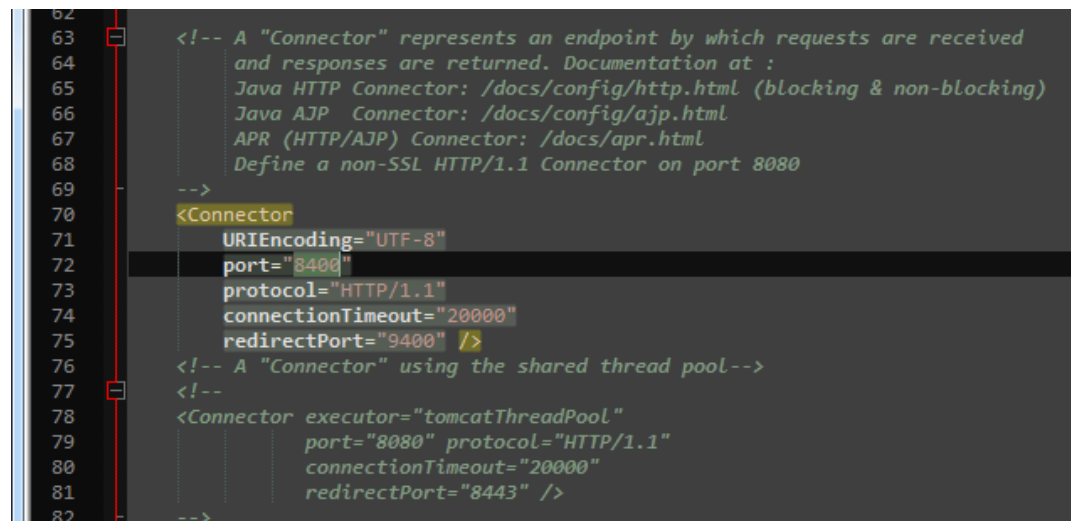 62
63 <!-- A "Connector" represents an endpoint by which requests are received
64 and responses are returned. Documentation at :
65 Java HTTP Connector: /docs/config/http.html (blocking & non-blocking)
66 Java AJP  Connector: /docs/config/ajp.html
67 APR (HTTP/AJP) Connector: /docs/apr.html
68 Define a non-SSL HTTP/1.1 Connector on port 8080
69 -->
70 <Connector
71 URIEncoding="UTF-8"
72 port="8400"
73 protocol="HTTP/1.1"
74 connectionTimeout="20000"
75 redirectPort="9400" />
76 <!-- A "Connector" using the shared thread pool-->
77 <!--
78 <Connector executor="tomcatThreadPool"
79 port="8080" protocol="HTTP/1.1"
80 connectionTimeout="20000"
81 redirectPort="8443" />
82 -->